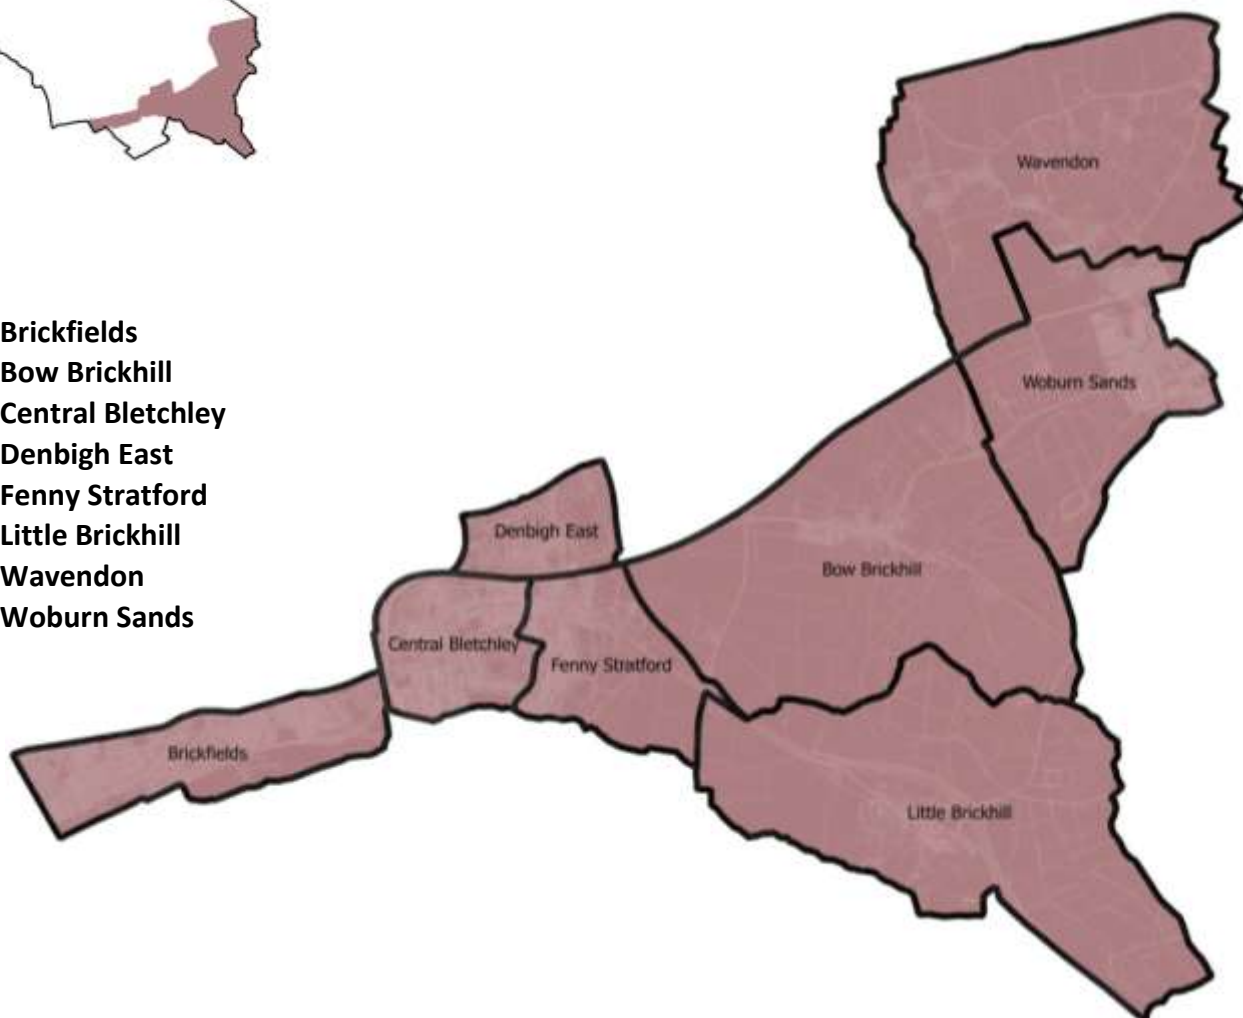 Brickfields
Bow Brickhill
Central Bletchley
Denbigh East
Fenny Stratford
Little Brickhill
Wavendon
Woburn Sands
Wavendon
Woburn Sands
Denbigh East
Bow Brickhill
Central Bletchley
Fenny Stratford
Brickfields
Little Brickhill